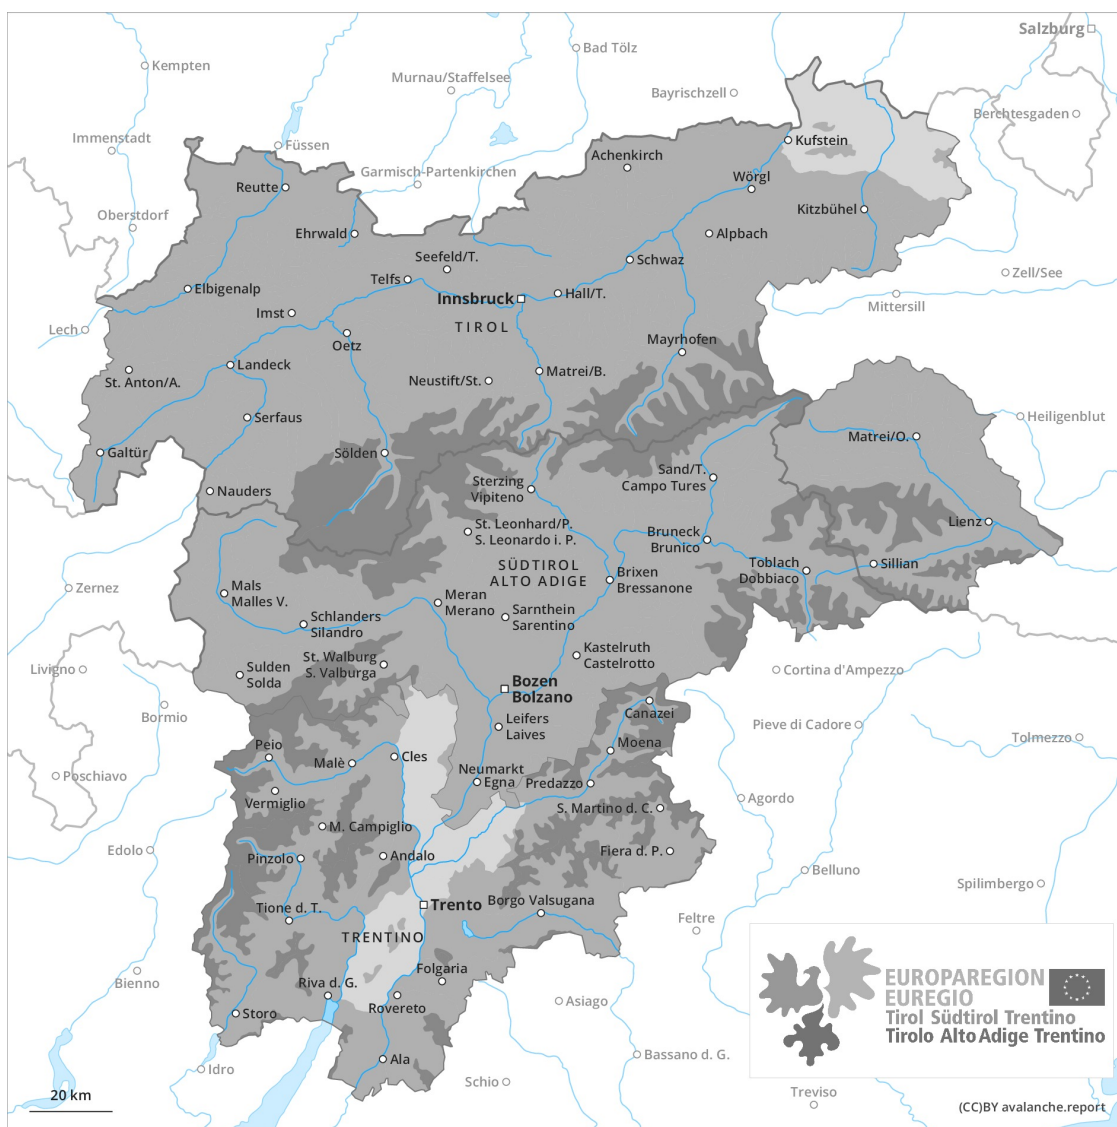 Salzburg
Bad Tölz
Kempten
Murnau/Staffelsee
Bayrischzell
Berchtesgaden
Immenstadt
Füssen
Kufstein
Achenkirch
Garmisch-Partenkirchen
Wörgl
Reutte
Oberstdorf
Kitzbühel
Ehrwald
Alpbach
Seefeld/T.
Schwaz
Zell/See
Telfs
Elbigenalp
Hall/T.
Innsbruck
Mittersill
Imst
TIROL
Lech
Oetz
Mayrhofen
Landeck
Matrei/B.
St. Anton/A.
Neustift/St.
Serfaus
Heiligenblut
Matrei/O.
Galtür
Sölden
Sand/T.
Campo Tures
Sterzing
Vipiteno
Nauders
Lienz
St. Leonhard/P.
S. Leonardo i. P.
Bruneck
Brunico
Toblach
Dobbiaco
Sillian
SÜDTIROL
ALTO ADIGE
Brixen
Bressanone
Zernez
Mals
Malles V.
Meran
Merano
Sarnthein
Sarentino
Schlanders
Silandro
Kastelruth
Castelrotto
Livigno
St. Walburg
S. Valburga
Sulden
Solda
Cortina d'Ampezzo
Bozen
Bolzano
Bormio
Canazei
Leifers
Laives
Pieve di Cadore
Tolmezzo
Peio
Moena
Cles
Malè
Poschiavo
Neumarkt
Egna
Predazzo
Vermiglio
Agordo
S. Martino d. C.
M. Campiglio
Edolo
Pinzolo
Andalo
Fiera d. P.
Belluno
Spilimbergo
Tione d. T.
Trento
Borgo Valsugana
Feltre
TRENTINO
Folgaria
Bienno
Riva d. G.
Rovereto
Asiago
Storo
EUROPAREGION
EUREGIO
Tirol Südtirol Trentino
Tirolo Alto Adige Trentino
Ala
Bassano d. G.
Idro
Schio
Treviso
20 km
(CC)BY avalanche.report